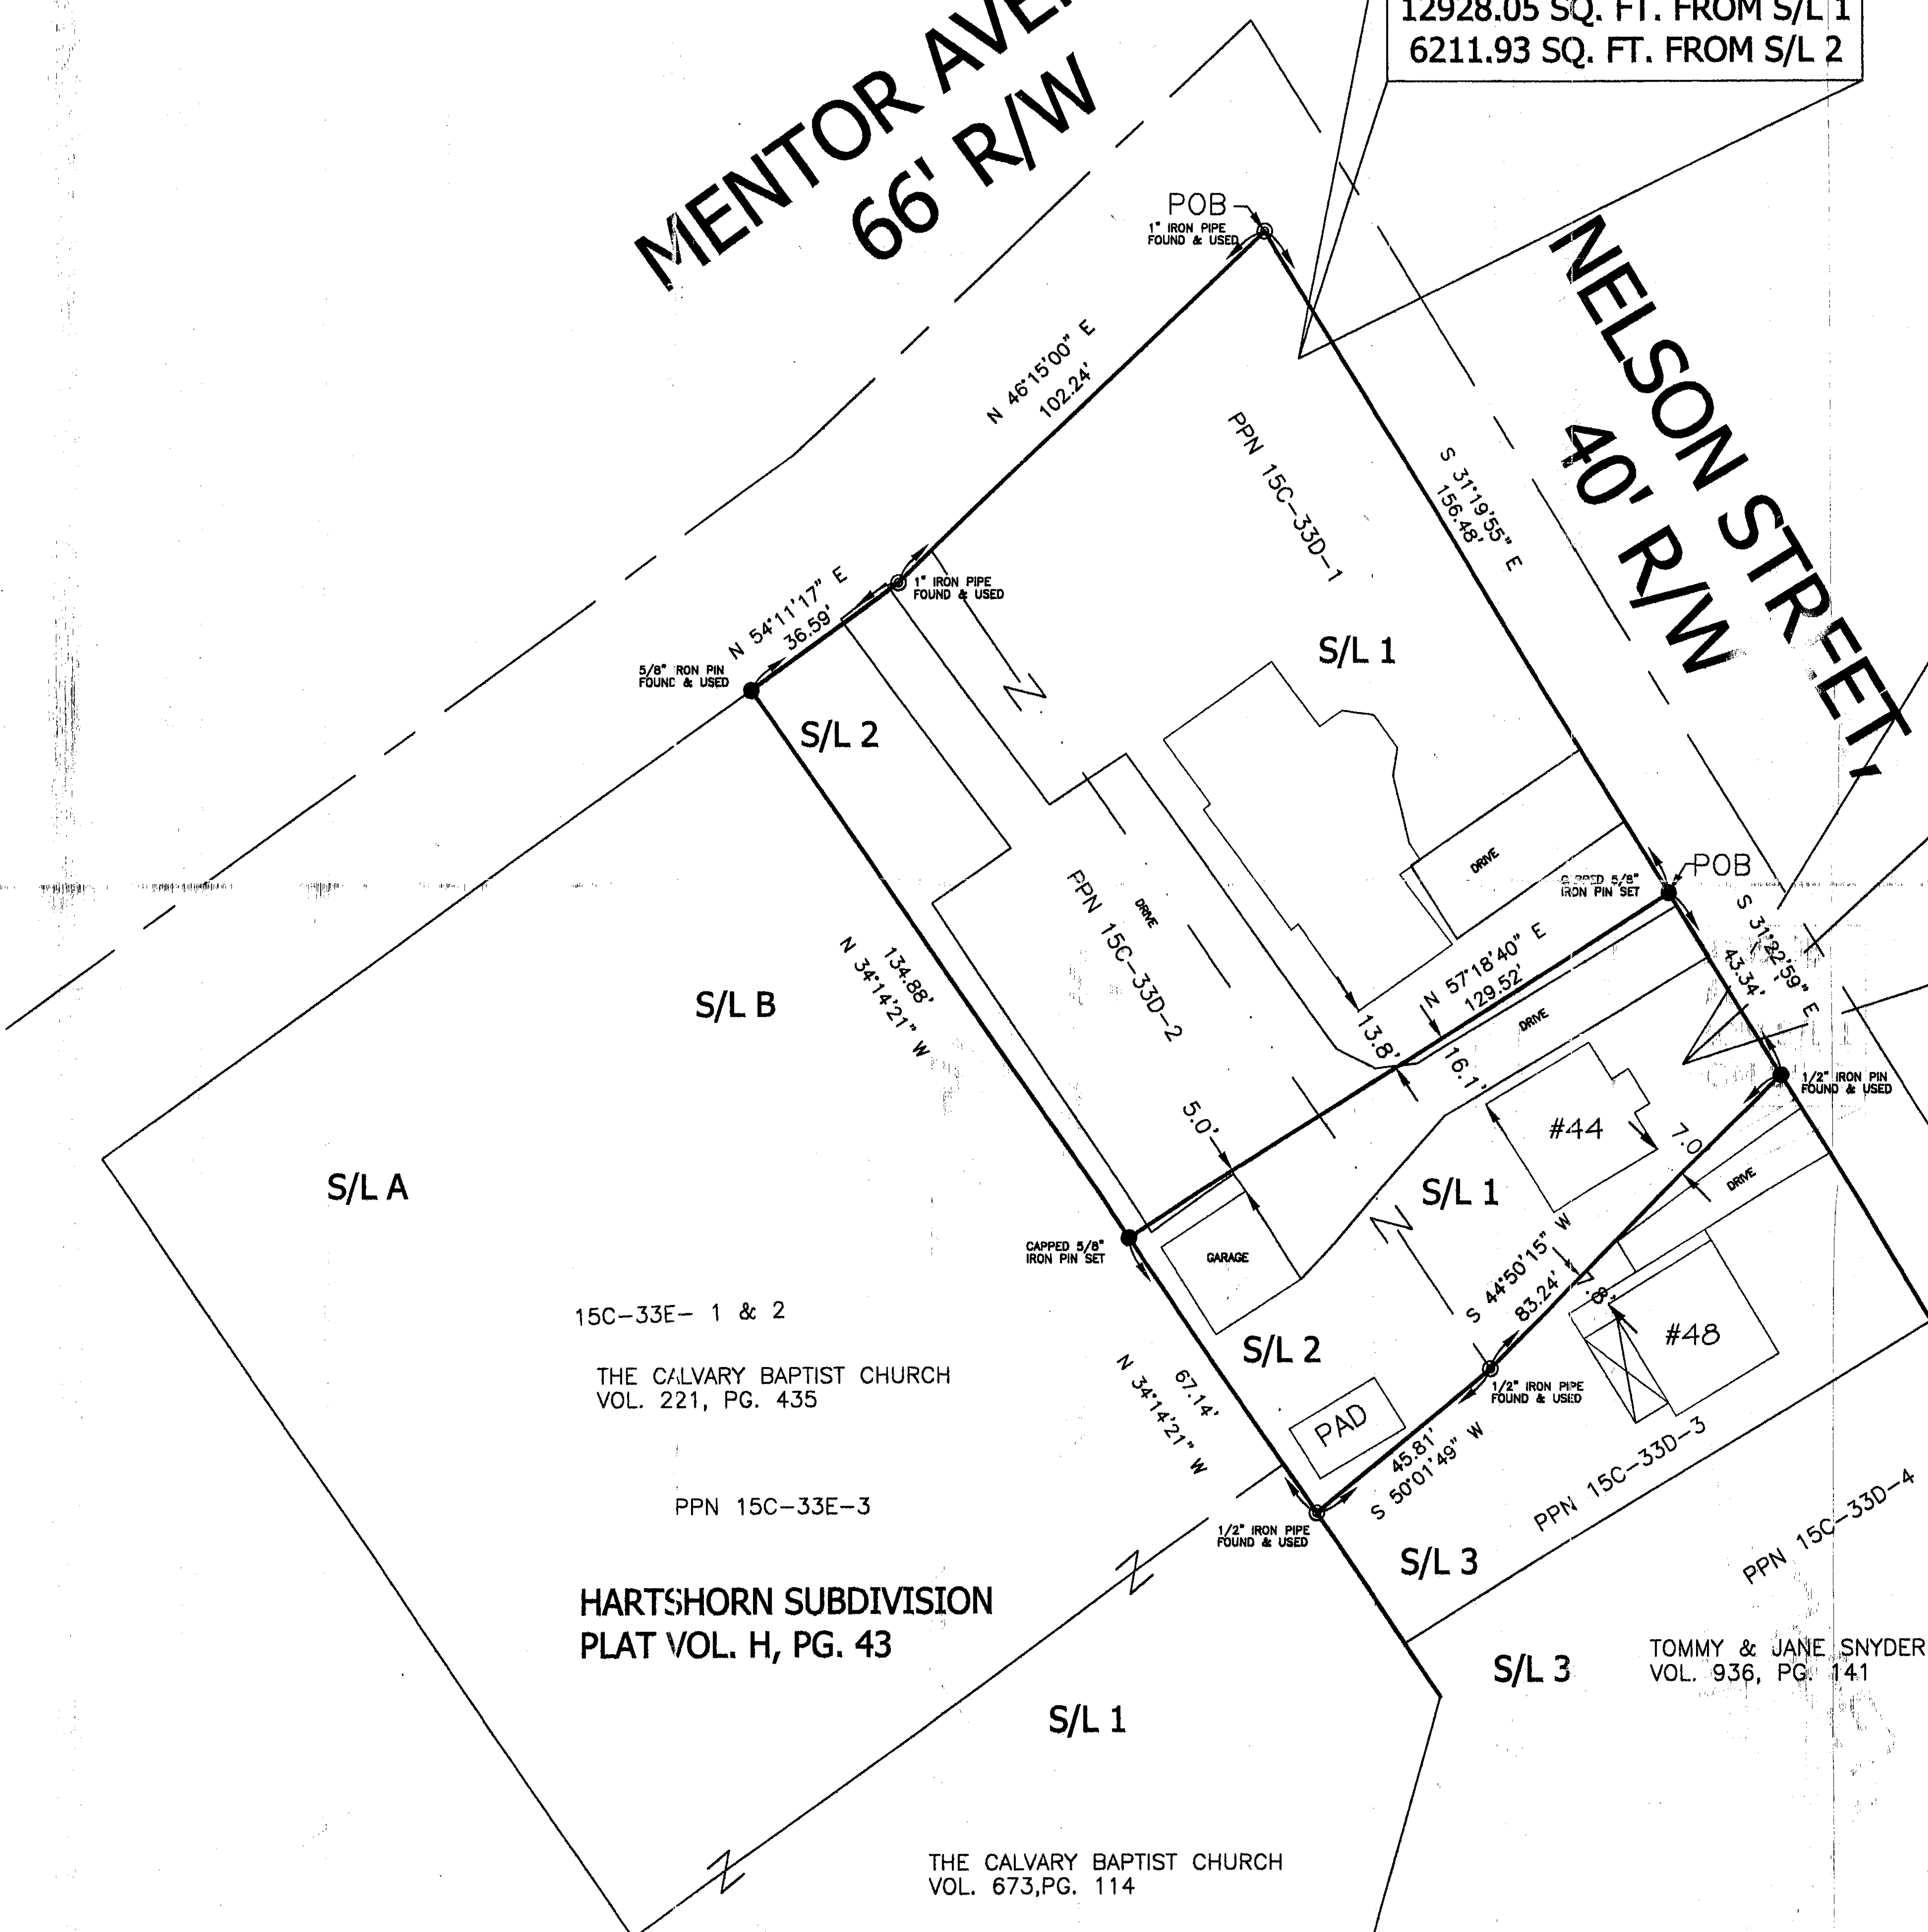 12928.05 SQ. FT. FROM S/L 1
6211.93 SQ. FT. FROM S/L 2
MENTOR
66' R/W
POB
1" IRON PIPE
FOUND & USED
NELSON STREET
40' R/W
N 46°15'00" E
102.24'
PPN 15C-33D-1
S 31°19'55" E
156.48'
1" IRON PIPE
FOUND & USED
N 54°11'17" E
36.59'
5/8" IRON PIN
FOUND & USED
S/L 1
S/L 2
DRIVE
PPN 15C-33D-2
DRIVE
CAPPED 5/8"
IRON PIN SET
POB
S 31°22'59" E
43.34'
134.88'
N 34°14'21" W
N 57°18'40" E
129.52'
S/L B
DRIVE
13.8'
16.1'
1/2" IRON PIN
FOUND & USED
5.0'
#44
7.0
S/L A
S/L 1
DRIVE
CAPPED 5/8"
IRON PIN SET
GARAGE
S 44°50'15" W
83.24'
7.8'
15C-33E- 1 & 2
S/L 2
#48
THE CALVARY BAPTIST CHURCH
VOL. 221, PG. 435
67.14'
N 34°14'21" W
1/2" IRON PIPE
FOUND & USED
PAD
45.81'
S 50°01'49" W
PPN 15C-33D-3
PPN 15C-33D-4
PPN 15C-33E-3
1/2" IRON PIPE
FOUND & USED
S/L 3
HARTSHORN SUBDIVISION
PLAT VOL. H, PG. 43
S/L 3
TOMMY & JANE SNYDER
VOL. 936, PG. 141
S/L 1
THE CALVARY BAPTIST CHURCH
VOL. 673,PG. 114